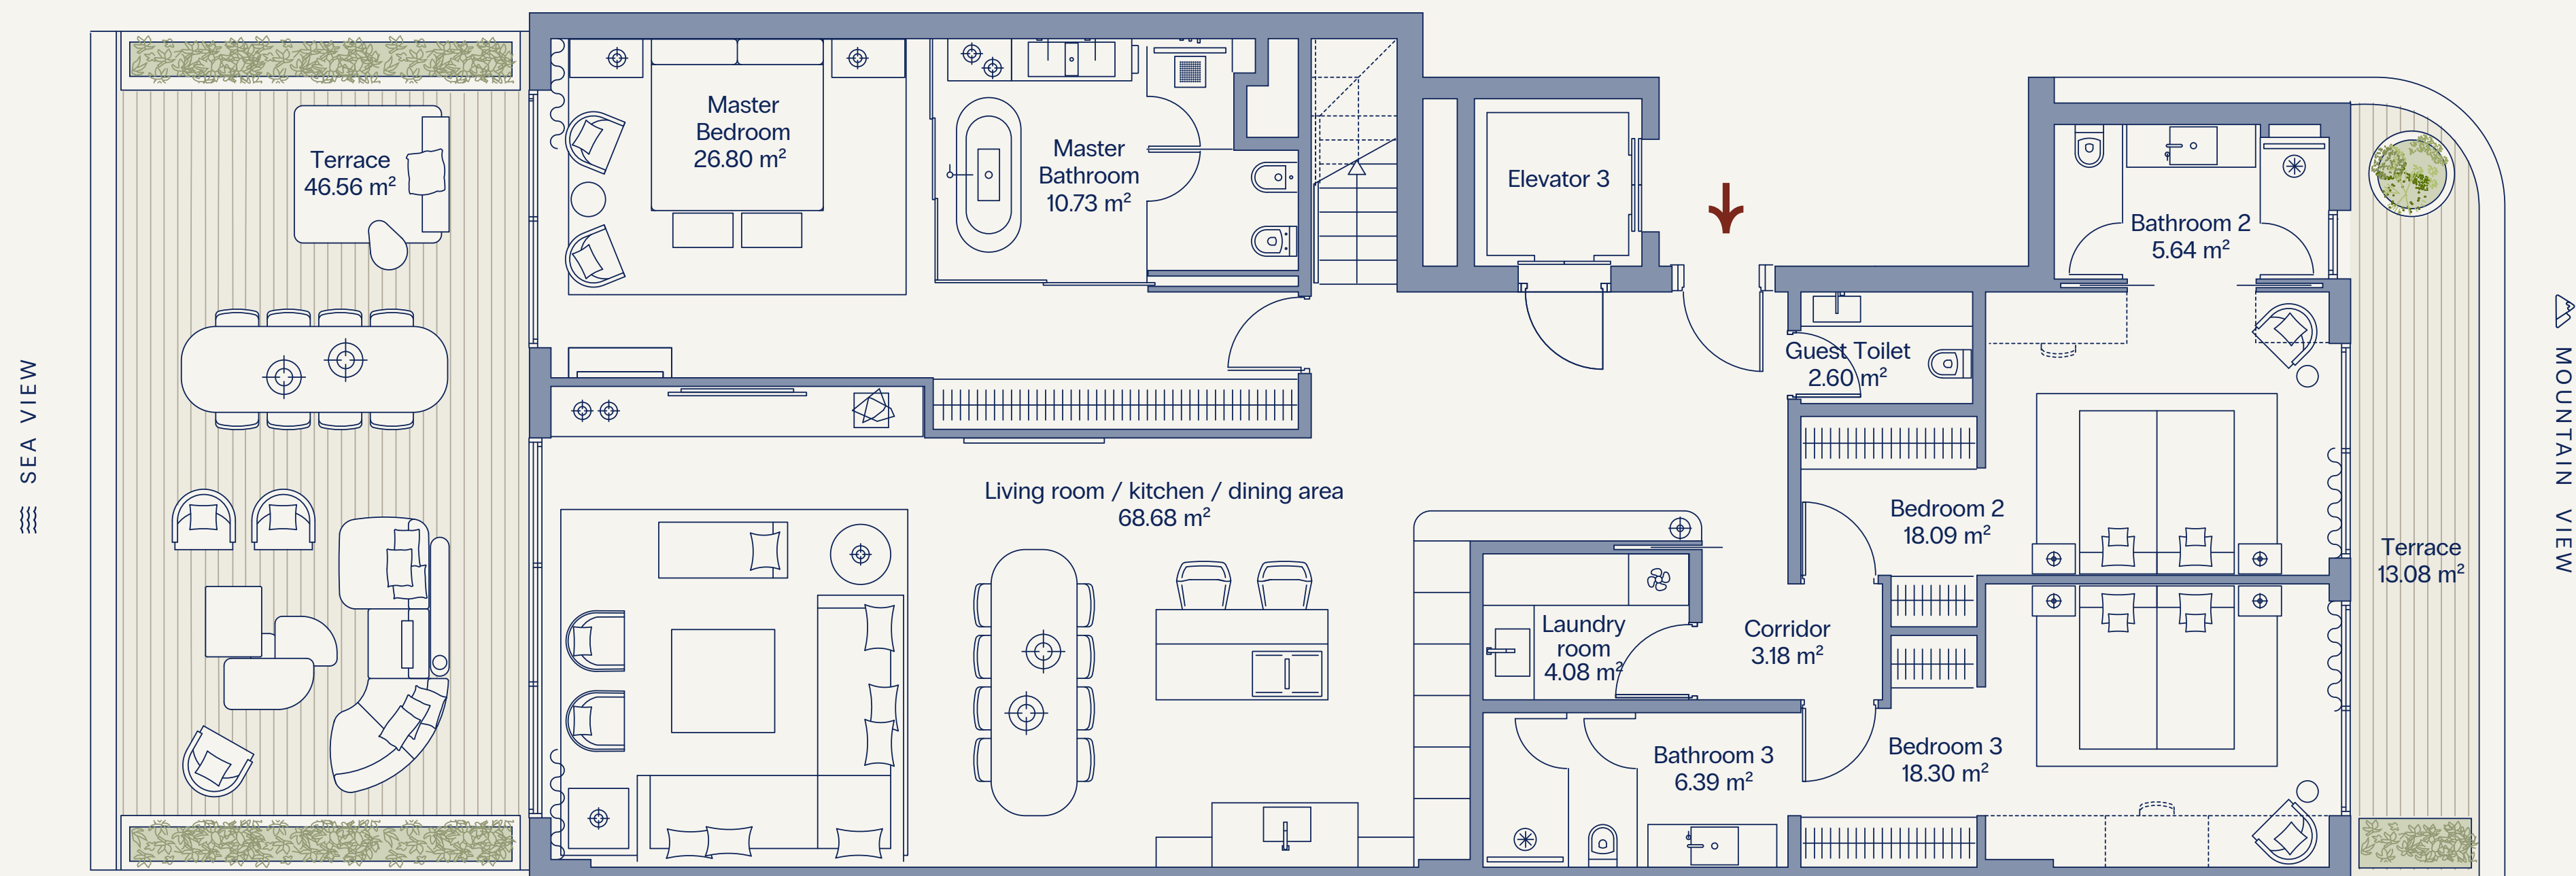 SEA VIEW
Terrace
46.56 m²
Master
Bedroom
26.80 m²
Master
Bathroom
10.73 m²
Elevator 3
Guest Toilet
2.60 m²
Bathroom 2
5.64 m²
Living room / kitchen / dining area
68.68 m²
Bedroom 2
18.09 m²
Laundry
room
4.08 m²
Corridor
3.18 m²
Bathroom 3
6.39 m²
Bedroom 3
18.30 m²
Terrace
13.08 m²
MOUNTAIN VIEW